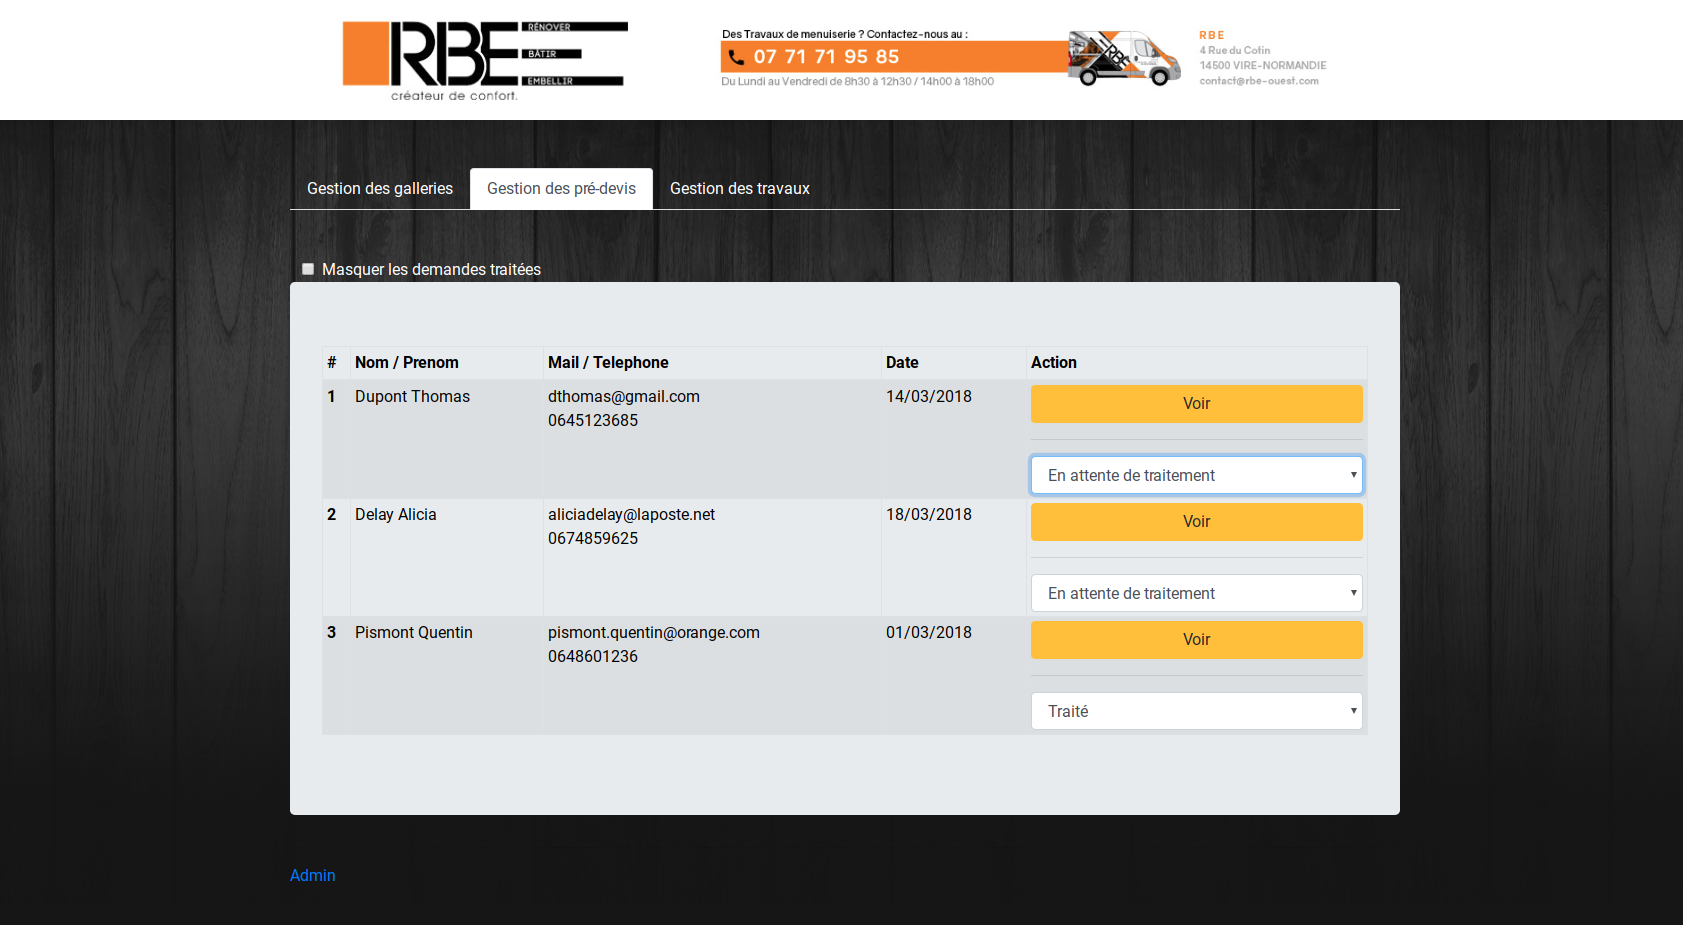 RBE
RÉNOVER
BÂTIR
EMBELLIR
créateur de confort.
Des Travaux de menuiserie ? Contactez-nous au :
07 71 71 95 85
Du Lundi au Vendredi de 8h30 à 12h30 / 14h00 à 18h00
RBE
RBE
4 Rue du Cotin
14500 VIRE-NORMANDIE
contact@rbe-ouest.com
Gestion des galleries Gestion des pré-devis Gestion des travaux
Masquer les demandes traitées
# Nom / Prenom Mail / Telephone Date Action
1 Dupont Thomas dthomas@gmail.com 14/03/2018 Voir
0645123685
En attente de traitement
2 Delay Alicia aliciadelay@laposte.net 18/03/2018 Voir
0674859625
En attente de traitement
3 Pismont Quentin pismont.quentin@orange.com 01/03/2018 Voir
0648601236
Traité
Admin